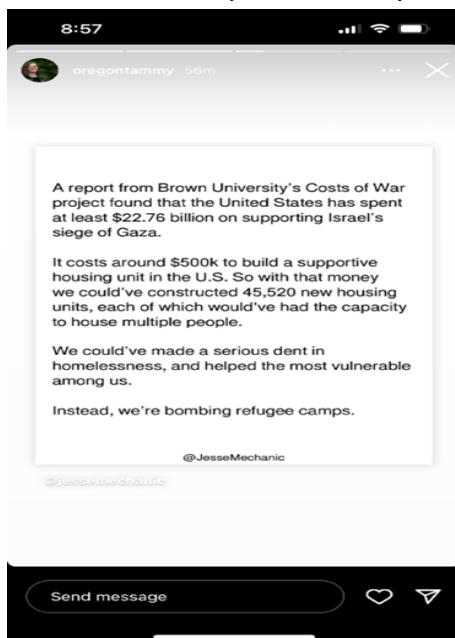 8:57
oregontammy 56m
A report from Brown University's Costs of War
project found that the United States has spent
at least $22.76 billion on supporting Israel's
siege of Gaza.
It costs around $500k to build a supportive
housing unit in the U.S. So with that money
we could've constructed 45,520 new housing
units, each of which would've had the capacity
to house multiple people.
We could've made a serious dent in
homelessness, and helped the most vulnerable
among us.
Instead, we're bombing refugee camps.
@JesseMechanic
@jessemechanic
Send message